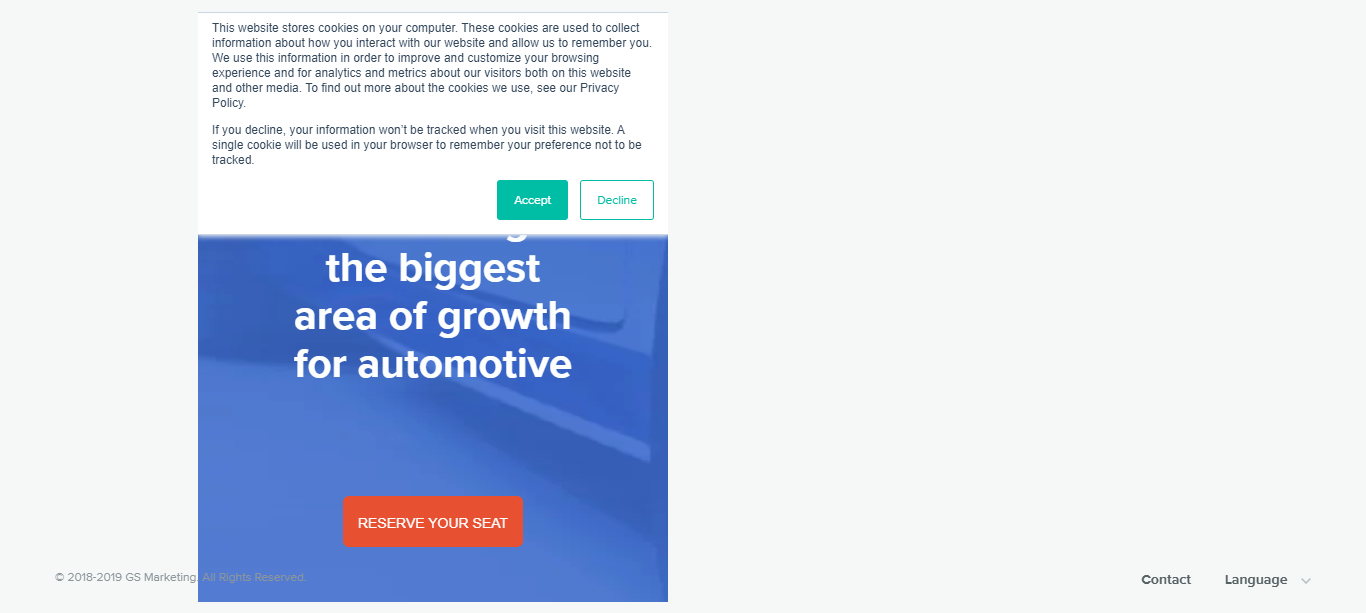 This website stores cookies on your computer. These cookies are used to collect
information about how you interact with our website and allow us to remember you.
We use this information in order to improve and customize your browsing
experience and for analytics and metrics about our visitors both on this website
and other media. To find out more about the cookies we use, see our Privacy
Policy.
If you decline, your information won't be tracked when you visit this website. A
single cookie will be used in your browser to remember your preference not to be
tracked.
Accept Decline
the biggest
area of growth
for automotive
RESERVE YOUR SEAT
© 2018-2019 GS Marketing. All Rights Reserved.
Contact Language